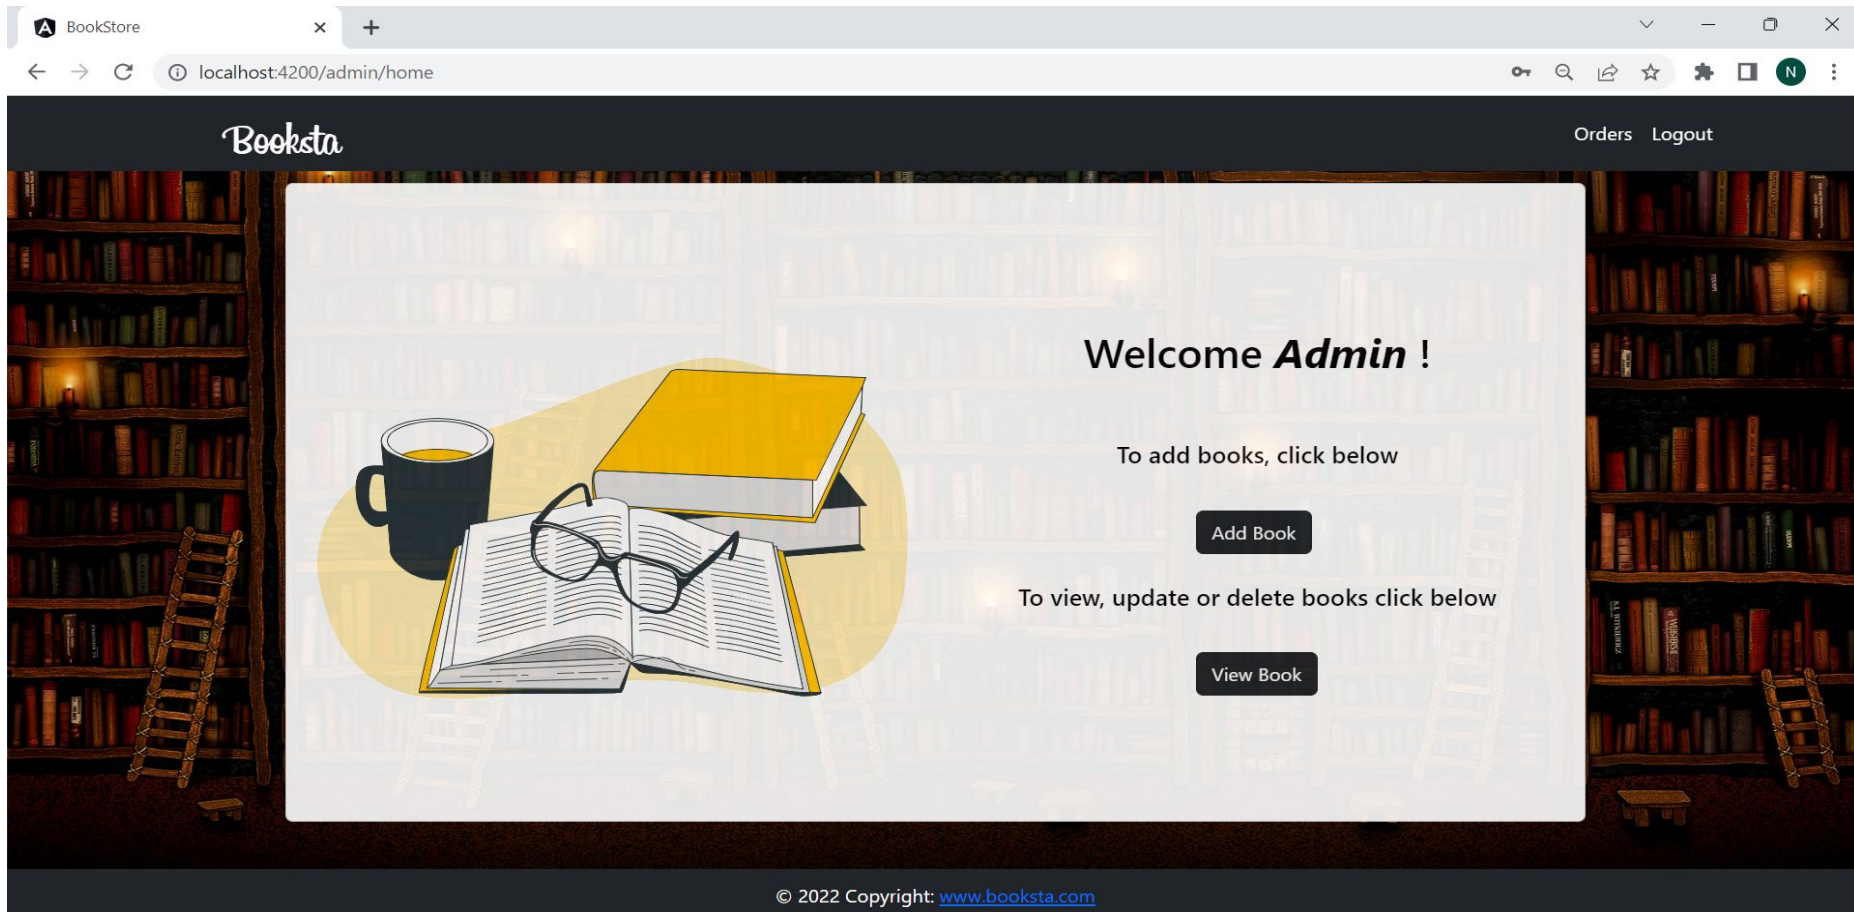 BookStore
localhost:4200/admin/home
N
Booksta
Orders Logout
Welcome Admin !
To add books, click below
Add Book
To view, update or delete books click below
View Book
© 2022 Copyright: www.booksta.com